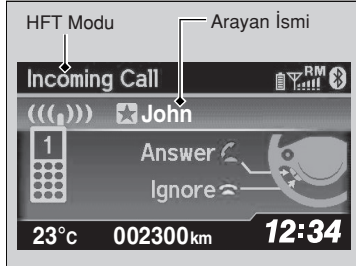 HFT Modu Arayan İsmi
Incoming Call RM
John
1
Answer
Ignore
23°c 002300km 12:34